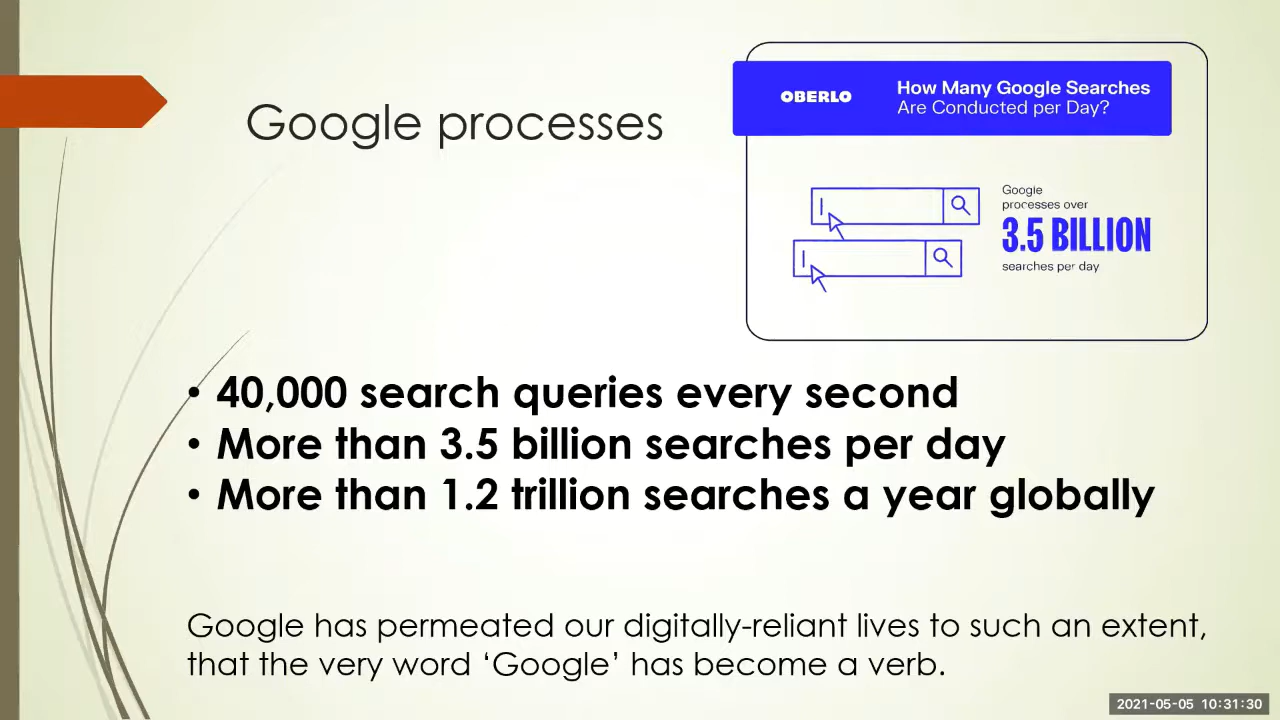 Google processes
OBERLO
How Many Google Searches
Are Conducted per Day?
Google
processes over
3.5 BILLION
searches per day
• 40,000 search queries every second
• More than 3.5 billion searches per day
• More than 1.2 trillion searches a year globally
Google has permeated our digitally-reliant lives to such an extent,
that the very word ‘Google’ has become a verb.
2021-05-05 10:31:30